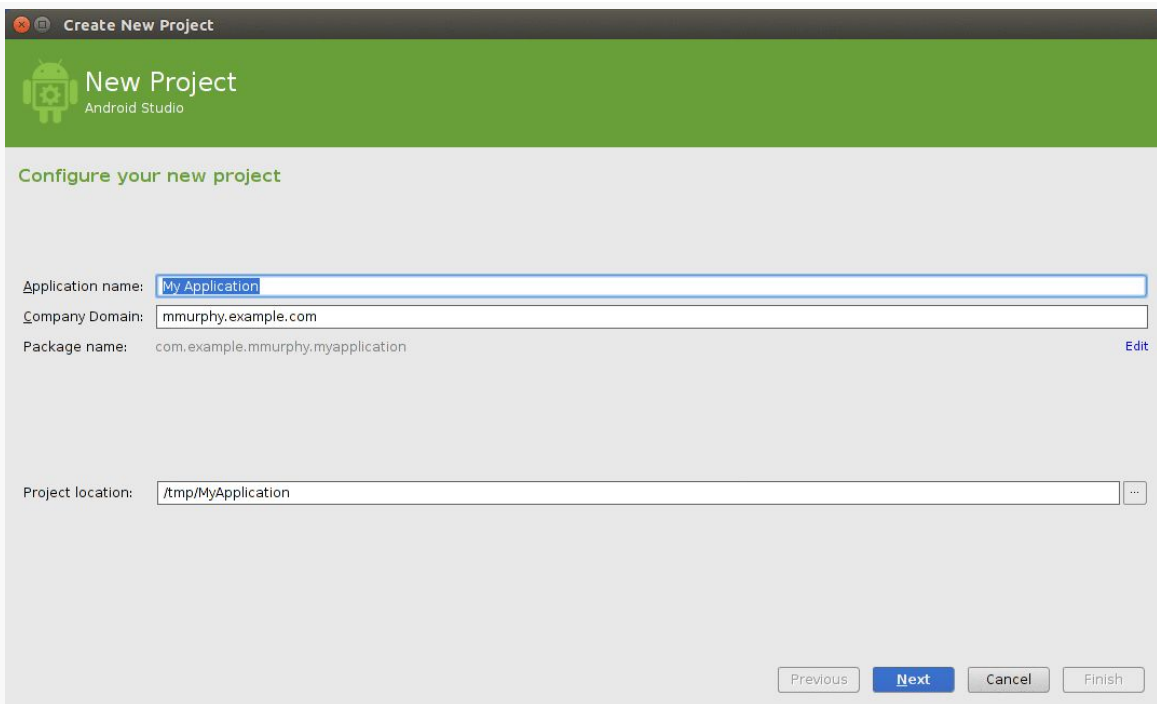 Create New Project
New Project
Android Studio
Configure your new project
Application name: My Application
Company Domain: mmurphy.example.com
Package name: com.example.mmurphy.myapplication Edit
Project location: /tmp/MyApplication ...
Previous Next Cancel Finish